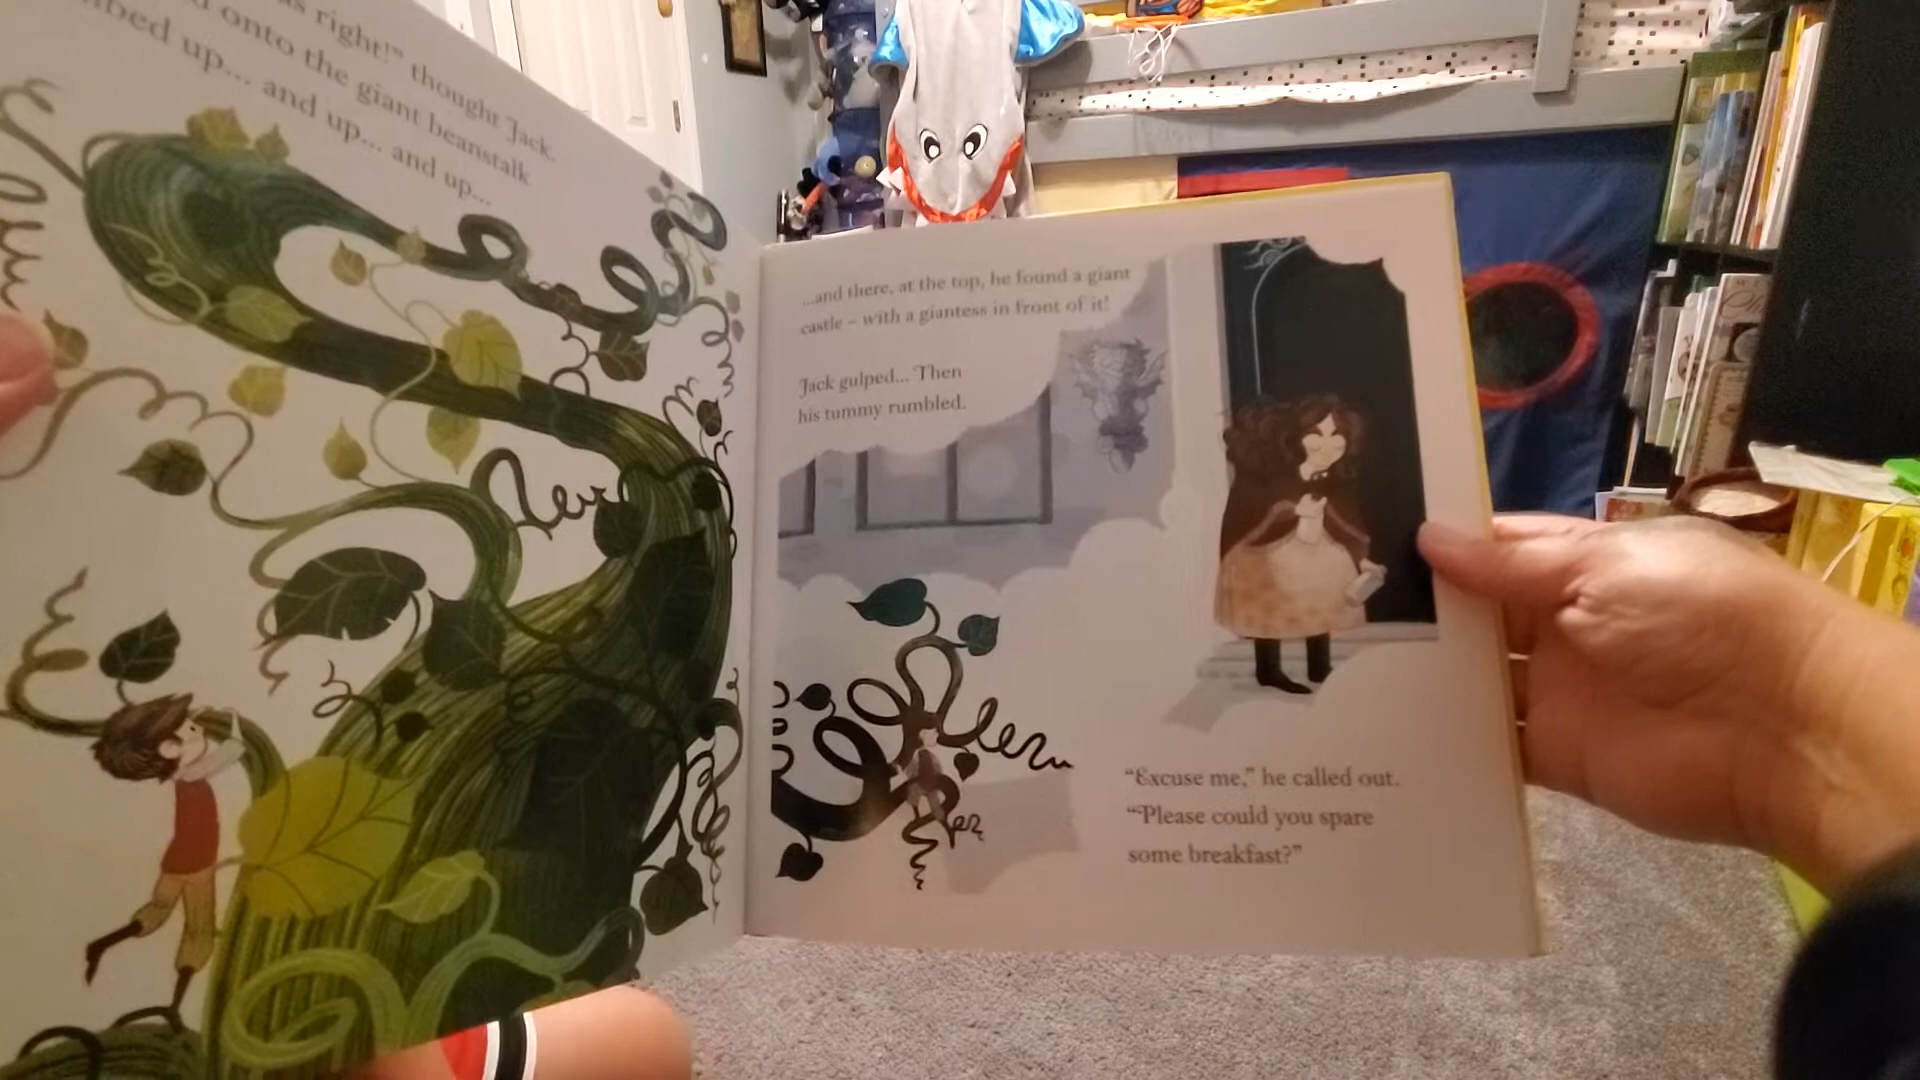 as right!” thought Jack.
onto the giant beanstalk
mbed up... and up... and up...
...and there, at the top, he found a giant
castle – with a giantess in front of it!
Jack gulped... Then
his tummy rumbled.
“Excuse me,” he called out.
“Please could you spare
some breakfast?”